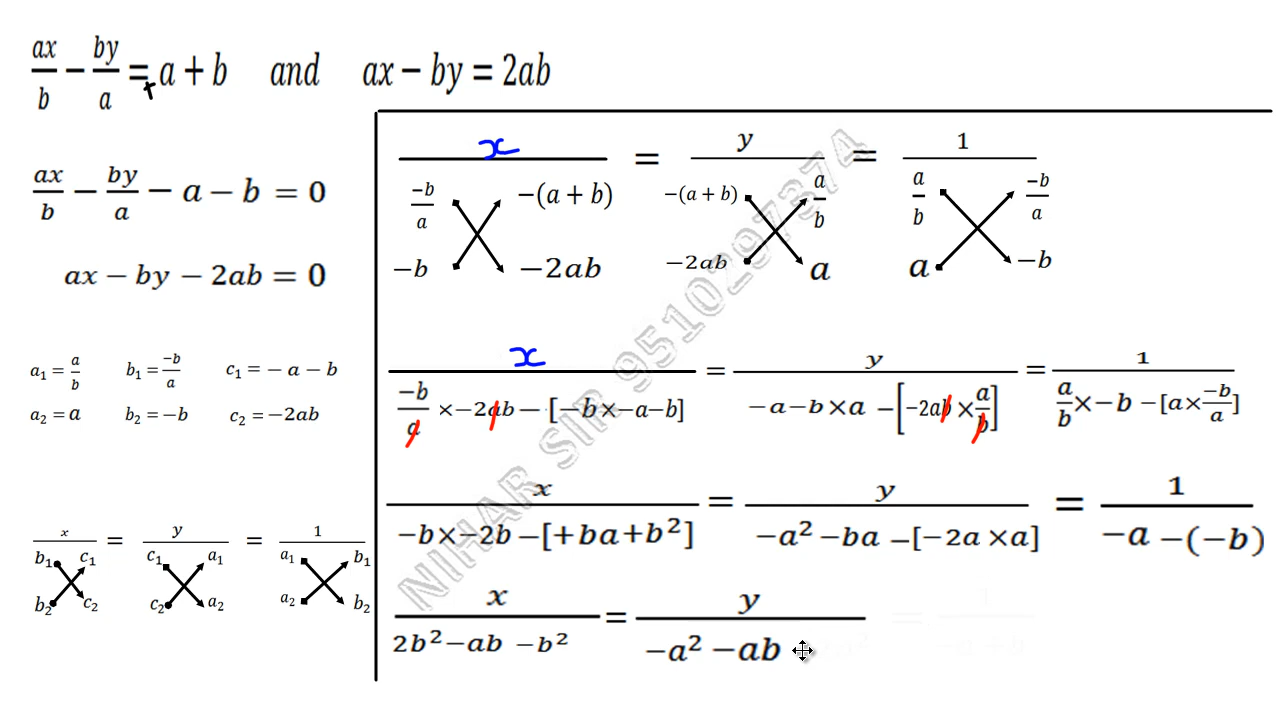 ax/b − by/a = a + b and ax − by = 2ab
ax/b − by/a − a − b = 0
ax − by − 2ab = 0
a₁ = a/b b₁ = −b/a c₁ = − a − b
a₂ = a b₂ = −b c₂ = −2ab
x = y = 1
b₁ c₁ c₁ a₁ a₁ b₁
b₂ c₂ c₂ a₂ a₂ b₂
x = y = 1
−b/a −(a + b) −(a + b) a/b a/b −b/a
−b −2ab −2ab a a −b
x/(−b/a × −2ab − [−b × −a−b]) = y/(−a−b × a −[−2ab × a/b]) = 1/(a/b × −b −[a × −b/a])
x/(−b×−2b −[+ba+b²]) = y/(−a² −ba −[−2a ×a]) = 1/(−a −(−b))
x/(2b²−ab −b²) = y/(−a² −ab
NIHAR SIR 9510297374